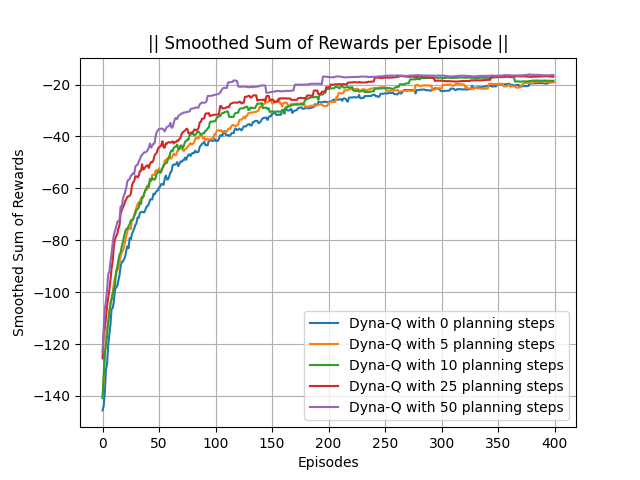 || Smoothed Sum of Rewards per Episode ||
Smoothed Sum of Rewards
−20
−40
−60
−80
−100
−120
−140
Dyna-Q with 0 planning steps
Dyna-Q with 5 planning steps
Dyna-Q with 10 planning steps
Dyna-Q with 25 planning steps
Dyna-Q with 50 planning steps
0 50 100 150 200 250 300 350 400
Episodes